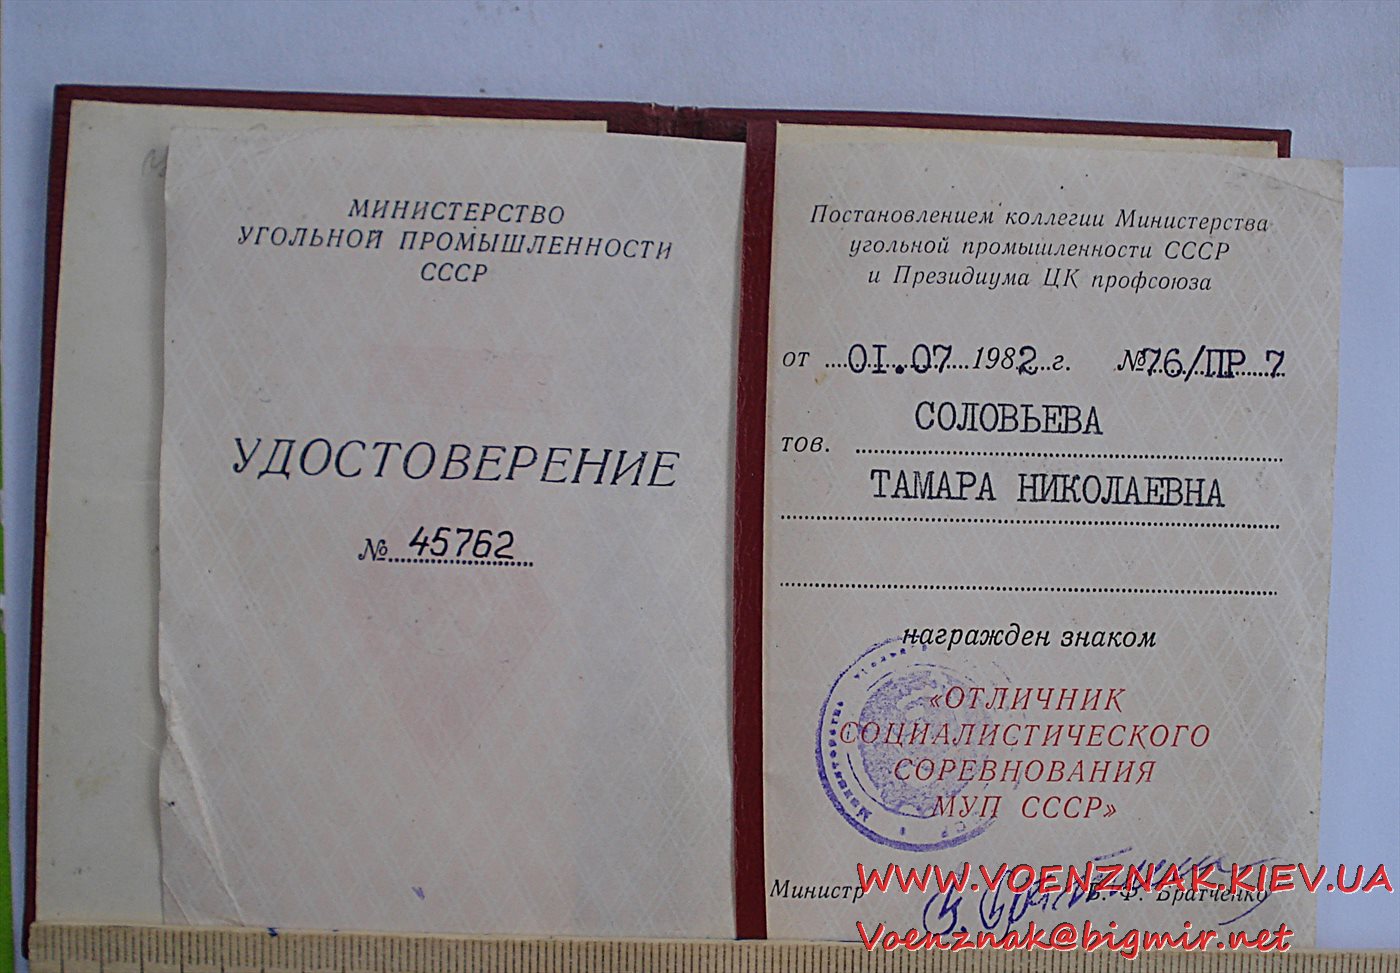 МИНИСТЕРСТВО
УГОЛЬНОЙ ПРОМЫШЛЕННОСТИ
СССР
УДОСТОВЕРЕНИЕ
№ 45762
Постановлением коллегии Министерства
угольной промышленности СССР
и Президиума ЦК профсоюза
от ....01.07....1982..г. №76/ПР 7
СОЛОВЬЕВА
тов.
ТАМАРА НИКОЛАЕВНА
награжден знаком
«ОТЛИЧНИК
СОЦИАЛИСТИЧЕСКОГО
СОРЕВНОВАНИЯ
МУП СССР»
Министр Б. Ф. Братченко
WWW.VOENZNAK.KIEV.UA
Voenznak@bigmir.net